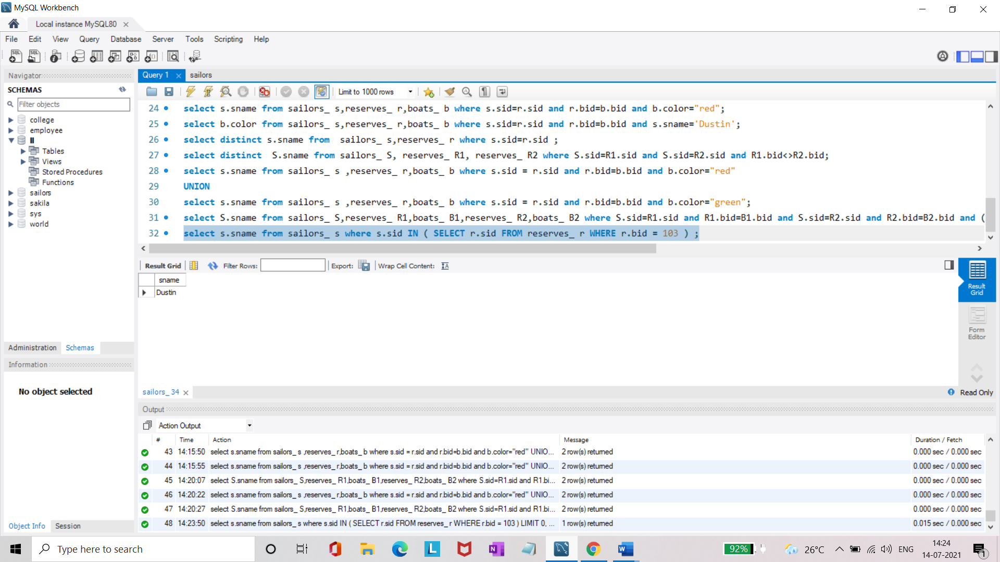 MySQL Workbench
Local instance MySQL80
File Edit View Query Database Server Tools Scripting Help
Navigator
SCHEMAS
Filter objects
college
employee
ll
Tables
Views
Stored Procedures
Functions
sailors
sakila
sys
world
Administration Schemas
Information
No object selected
Object Info Session
Query 1 sailors
Limit to 1000 rows
24 select s.sname from sailors_ s,reserves_ r,boats_ b where s.sid=r.sid and r.bid=b.bid and b.color="red";
25 select b.color from sailors_ s,reserves_ r,boats_ b where s.sid=r.sid and r.bid=b.bid and s.sname='Dustin';
26 select distinct s.sname from  sailors_ s,reserves_ r where s.sid=r.sid ;
27 select distinct  S.sname from sailors_ S, reserves_ R1, reserves_ R2 where S.sid=R1.sid and S.sid=R2.sid and R1.bid<>R2.bid;
28 select s.sname from sailors_ s ,reserves_ r,boats_ b where s.sid = r.sid and r.bid=b.bid and b.color="red"
29 UNION
30 select s.sname from sailors_ s ,reserves_ r,boats_ b where s.sid = r.sid and r.bid=b.bid and b.color="green";
31 select S.sname from sailors_ S,reserves_ R1,boats_ B1,reserves_ R2,boats_ B2 where S.sid=R1.sid and R1.bid=B1.bid and S.sid=R2.sid and R2.bid=B2.bid and (
32 select s.sname from sailors_ s where s.sid IN ( SELECT r.sid FROM reserves_ r WHERE r.bid = 103 ) ;
Result Grid Filter Rows: Export: Wrap Cell Content:
sname
Dustin
Result Grid
Form Editor
sailors_ 34
Read Only
Output
Action Output
# Time Action Message Duration / Fetch
43 14:15:50 select s.sname from sailors_ s ,reserves_ r,boats_ b where s.sid = r.sid and r.bid=b.bid and b.color="red" UNIO... 2 row(s) returned 0.000 sec / 0.000 sec
44 14:15:55 select s.sname from sailors_ s ,reserves_ r,boats_ b where s.sid = r.sid and r.bid=b.bid and b.color="red" UNIO... 2 row(s) returned 0.000 sec / 0.000 sec
45 14:20:07 select S.sname from sailors_ S,reserves_ R1,boats_ B1,reserves_ R2,boats_ B2 where S.sid=R1.sid and R1.bi... 2 row(s) returned 0.000 sec / 0.000 sec
46 14:20:22 select s.sname from sailors_ s ,reserves_ r,boats_ b where s.sid = r.sid and r.bid=b.bid and b.color="red" UNIO... 2 row(s) returned 0.000 sec / 0.000 sec
47 14:20:27 select S.sname from sailors_ S,reserves_ R1,boats_ B1,reserves_ R2,boats_ B2 where S.sid=R1.sid and R1.bi... 2 row(s) returned 0.000 sec / 0.000 sec
48 14:23:50 select s.sname from sailors_ s where s.sid IN ( SELECT r.sid FROM reserves_ r WHERE r.bid = 103 ) LIMIT 0, ... 1 row(s) returned 0.015 sec / 0.000 sec
Type here to search
92%
26°C
ENG
14:24
14-07-2021
1